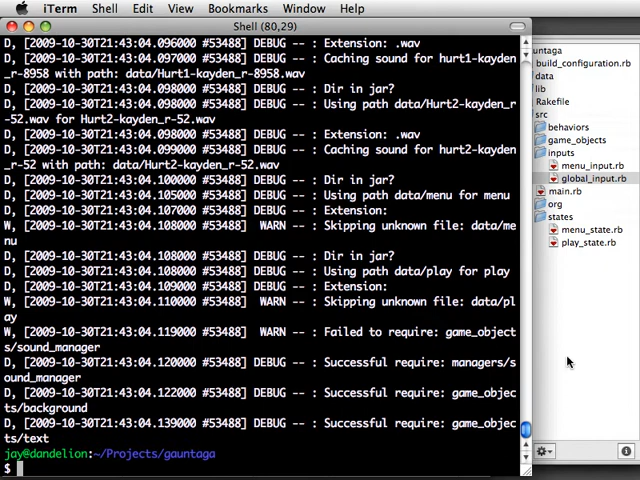 iTerm Shell Edit View Bookmarks Window Help
Shell (80,29)
D, [2009-10-30T21:43:04.096000 #53488] DEBUG -- : Extension: .wav
D, [2009-10-30T21:43:04.097000 #53488] DEBUG -- : Caching sound for hurt1-kayden
_r-8958 with path: data/Hurt1-kayden_r-8958.wav
D, [2009-10-30T21:43:04.098000 #53488] DEBUG -- : Dir in jar?
D, [2009-10-30T21:43:04.098000 #53488] DEBUG -- : Using path data/Hurt2-kayden_r
-52.wav for Hurt2-kayden_r-52.wav
D, [2009-10-30T21:43:04.098000 #53488] DEBUG -- : Extension: .wav
D, [2009-10-30T21:43:04.099000 #53488] DEBUG -- : Caching sound for hurt2-kayden
_r-52 with path: data/Hurt2-kayden_r-52.wav
D, [2009-10-30T21:43:04.100000 #53488] DEBUG -- : Dir in jar?
D, [2009-10-30T21:43:04.105000 #53488] DEBUG -- : Using path data/menu for menu
D, [2009-10-30T21:43:04.107000 #53488] DEBUG -- : Extension:
W, [2009-10-30T21:43:04.108000 #53488] WARN -- : Skipping unknown file: data/me
nu
D, [2009-10-30T21:43:04.108000 #53488] DEBUG -- : Dir in jar?
D, [2009-10-30T21:43:04.108000 #53488] DEBUG -- : Using path data/play for play
D, [2009-10-30T21:43:04.109000 #53488] DEBUG -- : Extension:
W, [2009-10-30T21:43:04.110000 #53488] WARN -- : Skipping unknown file: data/pl
ay
W, [2009-10-30T21:43:04.119000 #53488] WARN -- : Failed to require: game_object
s/sound_manager
D, [2009-10-30T21:43:04.120000 #53488] DEBUG -- : Successful require: managers/s
ound_manager
D, [2009-10-30T21:43:04.122000 #53488] DEBUG -- : Successful require: game_objec
ts/background
D, [2009-10-30T21:43:04.139000 #53488] DEBUG -- : Successful require: game_objec
ts/text
jay@dandelion:~/Projects/gauntaga
$
untaga
build_configuration.rb
data
lib
Rakefile
src
behaviors
game_objects
inputs
menu_input.rb
global_input.rb
main.rb
org
states
menu_state.rb
play_state.rb